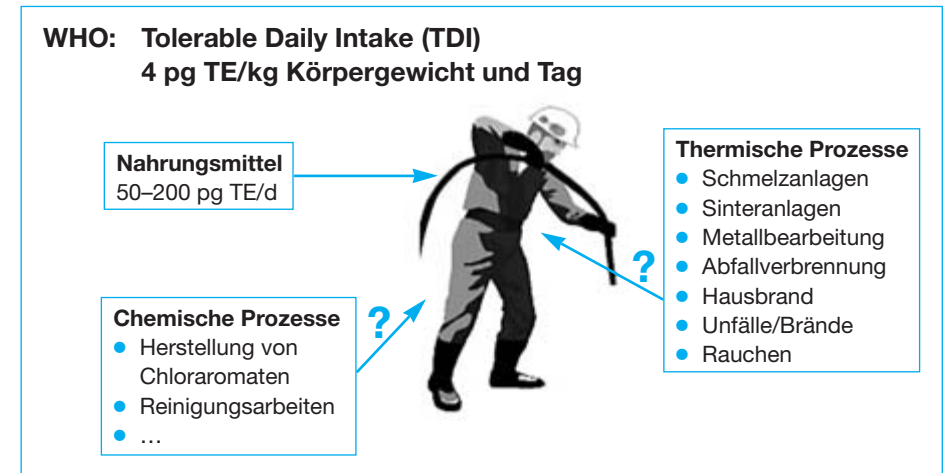 WHO: Tolerable Daily Intake (TDI)
4 pg TE/kg Körpergewicht und Tag
Nahrungsmittel
50–200 pg TE/d
Thermische Prozesse
● Schmelzanlagen
● Sinteranlagen
● Metallbearbeitung
● Abfallverbrennung
● Hausbrand
● Unfälle/Brände
● Rauchen
?
Chemische Prozesse
● Herstellung von
Chloraromaten
● Reinigungsarbeiten
● …
?